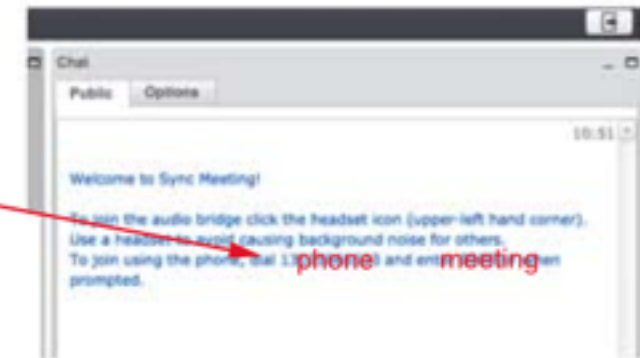 Chat
Public Options
10:51
Welcome to Sync Meeting!
To join the audio bridge click the headset icon (upper-left hand corner).
Use a headset to avoid causing background noise for others.
To join using the phone, dial phone and meeting
prompted.